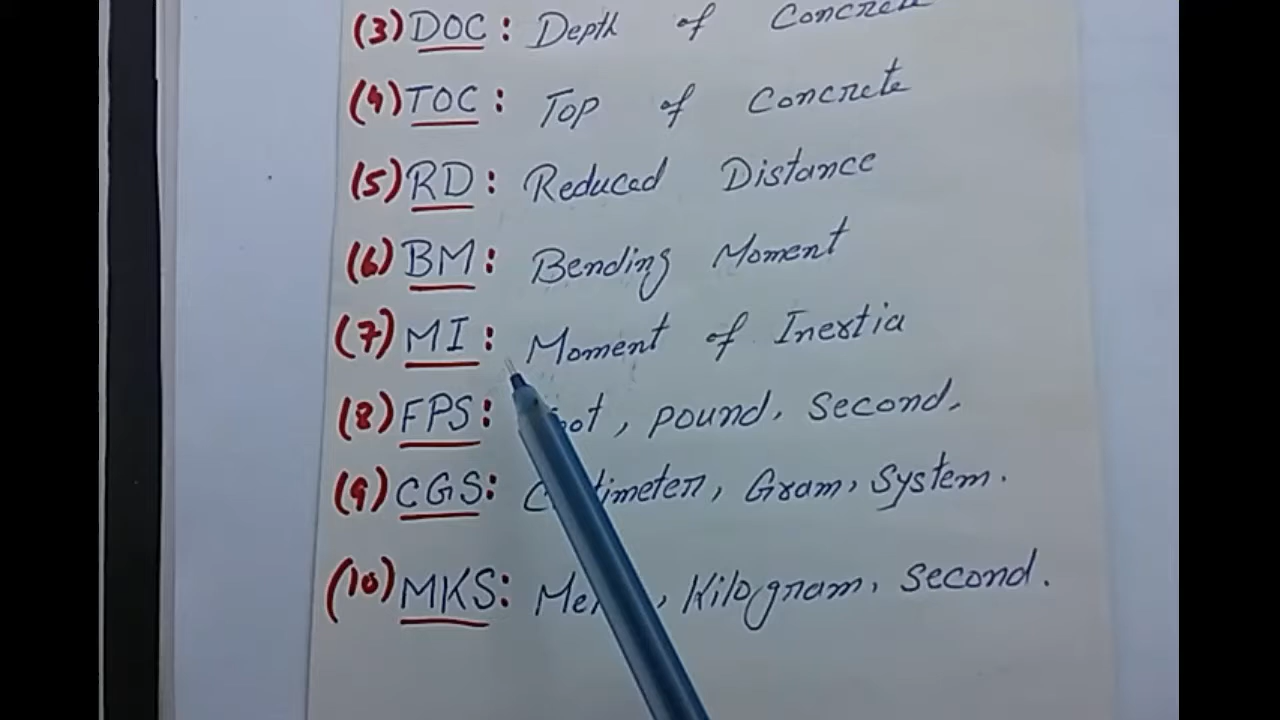 (3) DOC: Depth of Concrete
(4) TOC: Top of Concrete
(5) RD: Reduced Distance
(6) BM: Bending Moment
(7) MI: Moment of Inertia
(8) FPS: pound, second,
(9) CGS: Gram, System.
(10) MKS: Kilogram, second.